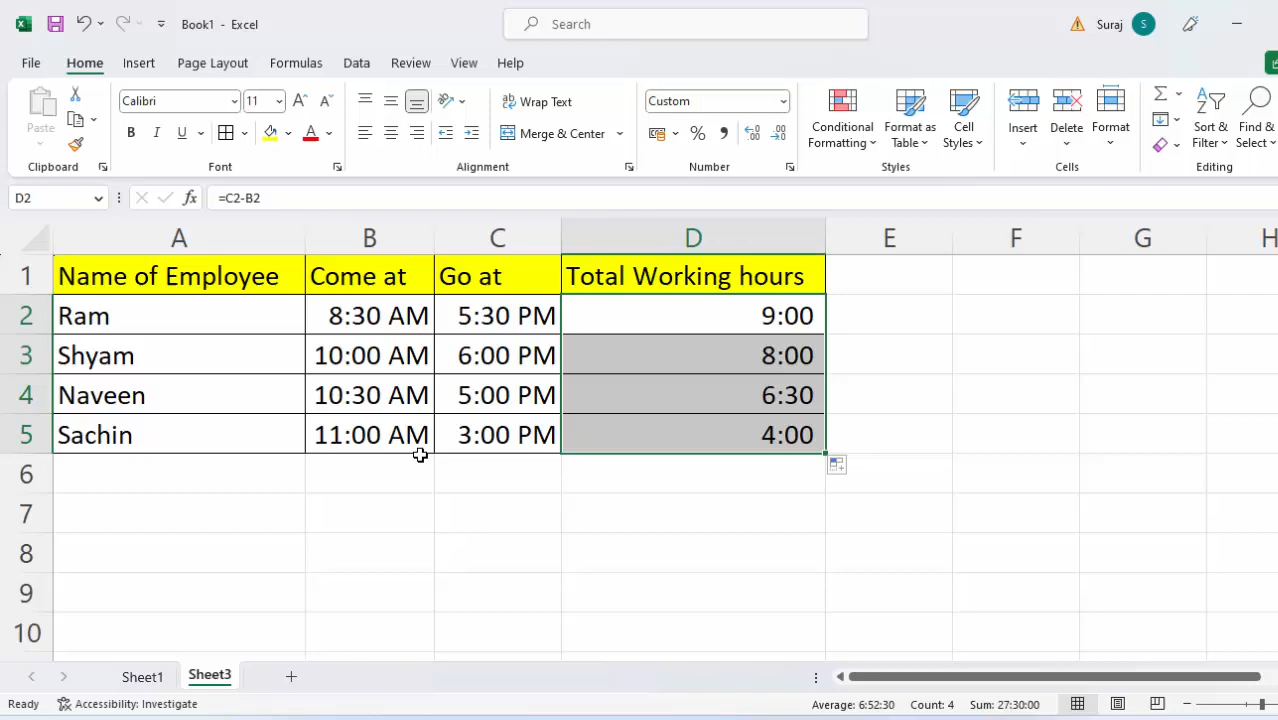 Book1 - Excel
Search
Suraj
S
File Home Insert Page Layout Formulas Data Review View Help
Paste
Calibri 11
B I U
A A
A
Clipboard
Font
Wrap Text
Merge & Center
Alignment
Custom
%
Number
Conditional Formatting
Format as Table
Cell Styles
Styles
Insert Delete Format
Cells
Sort & Filter
Find & Select
Editing
D2
fx
=C2-B2
A B C D E F G H
1 Name of Employee Come at Go at Total Working hours
2 Ram 8:30 AM 5:30 PM 9:00
3 Shyam 10:00 AM 6:00 PM 8:00
4 Naveen 10:30 AM 5:00 PM 6:30
5 Sachin 11:00 AM 3:00 PM 4:00
6
7
8
9
10
Sheet1 Sheet3
Ready Accessibility: Investigate Average: 6:52:30 Count: 4 Sum: 27:30:00